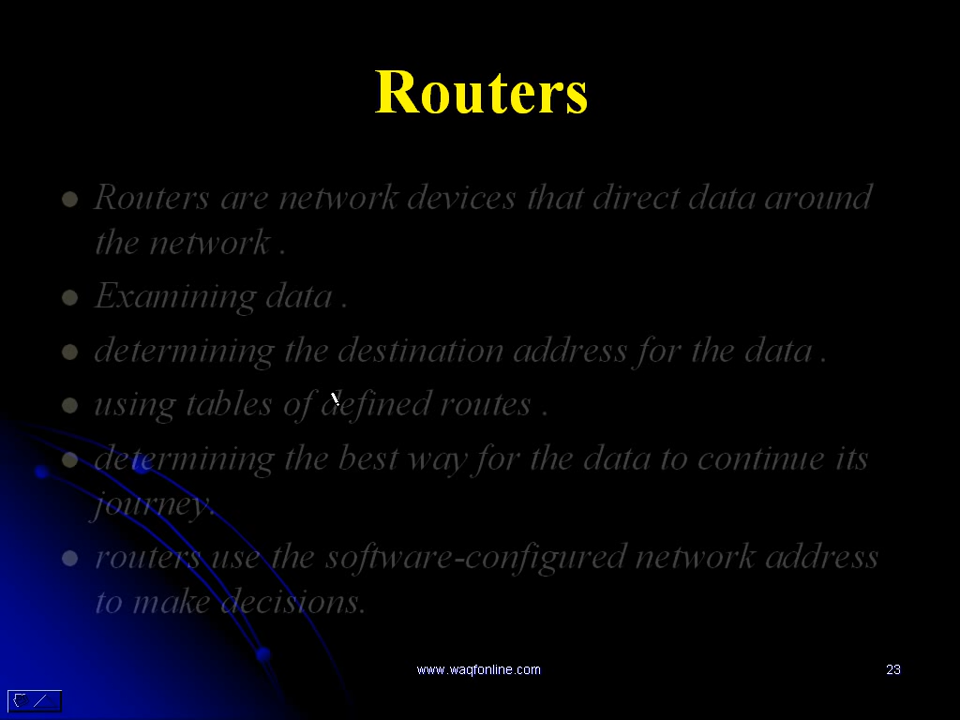 Routers
Routers are network devices that direct data around
the network .
Examining data .
determining the destination address for the data .
using tables of defined routes .
determining the best way for the data to continue its
journey.
routers use the software-configured network address
to make decisions.
www.waqfonline.com
23